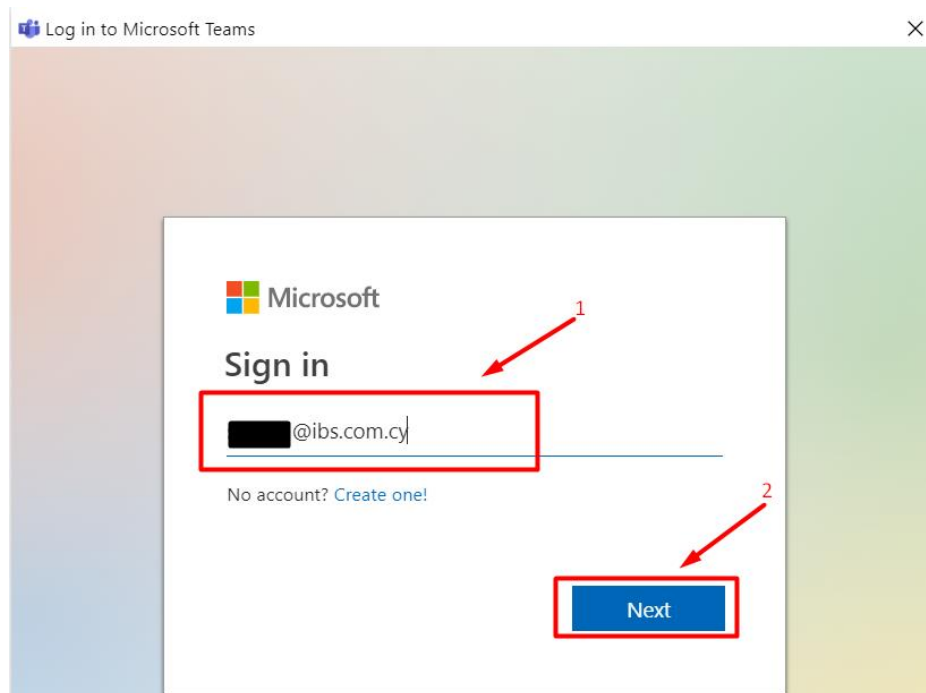 Log in to Microsoft Teams
Microsoft
1
Sign in
@ibs.com.cy
No account? Create one!
2
Next